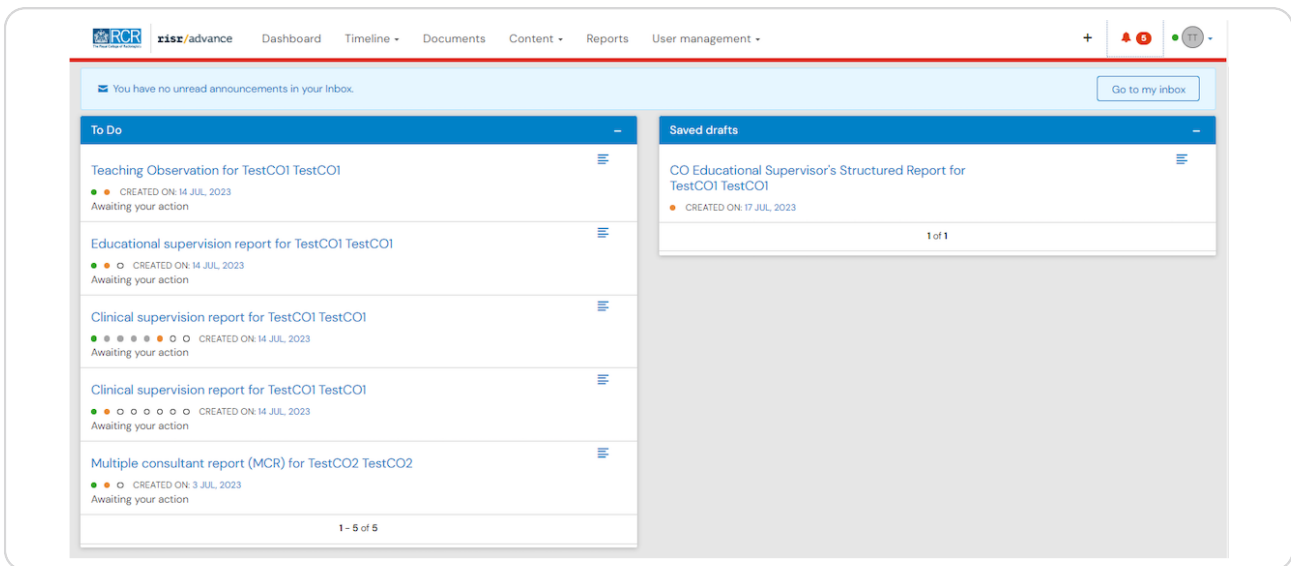 RCR
The Royal College of Radiologists
risr/advance Dashboard Timeline Documents Content Reports User management + 5 TT
You have no unread announcements in your Inbox. Go to my inbox
To Do –
Teaching Observation for TestCO1 TestCO1
CREATED ON: 14 JUL, 2023
Awaiting your action
Educational supervision report for TestCO1 TestCO1
CREATED ON: 14 JUL, 2023
Awaiting your action
Clinical supervision report for TestCO1 TestCO1
CREATED ON: 14 JUL, 2023
Awaiting your action
Clinical supervision report for TestCO1 TestCO1
CREATED ON: 14 JUL, 2023
Awaiting your action
Multiple consultant report (MCR) for TestCO2 TestCO2
CREATED ON: 3 JUL, 2023
Awaiting your action
1 - 5 of 5
Saved drafts –
CO Educational Supervisor's Structured Report for
TestCO1 TestCO1
CREATED ON: 17 JUL, 2023
1 of 1